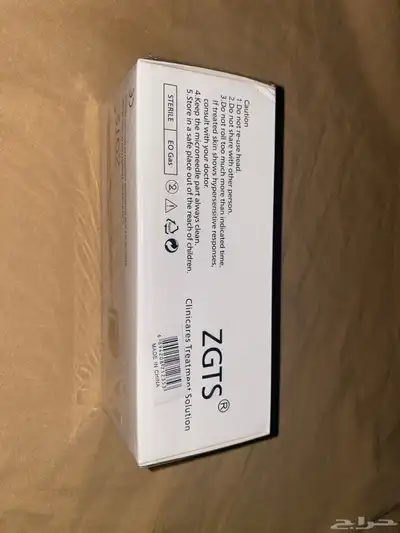 Caution
1.Do not re-use head.
2.Do not share with other person.
3.Do not roll too much more than indicated time.
If treated skin shows hypersensitive responses,
consult with your doctor.
4.Keep the microneedle part always clean.
5.Store in a safe place out of the reach of children.
STERILE EO Gas
ZGTS®
Clinicares Treatment Solution
MADE IN CHINA
حراج